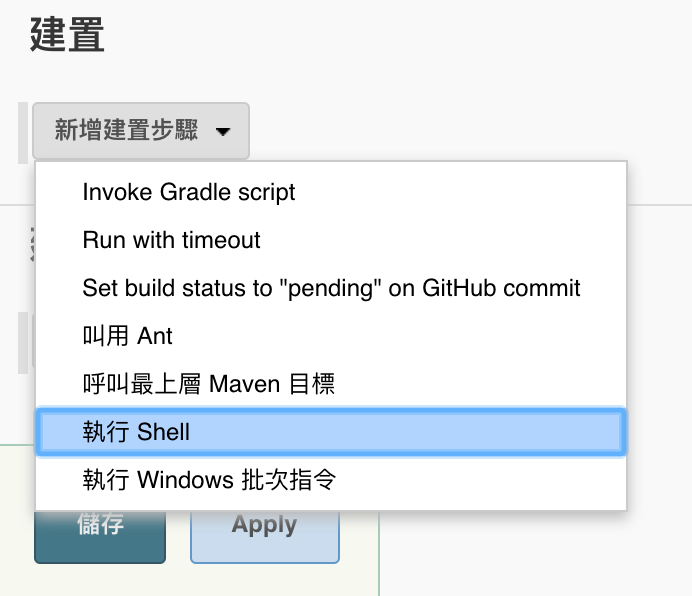 建置
新增建置步驟
Invoke Gradle script
Run with timeout
Set build status to "pending" on GitHub commit
叫用 Ant
呼叫最上層 Maven 目標
執行 Shell
執行 Windows 批次指令
儲存
Apply